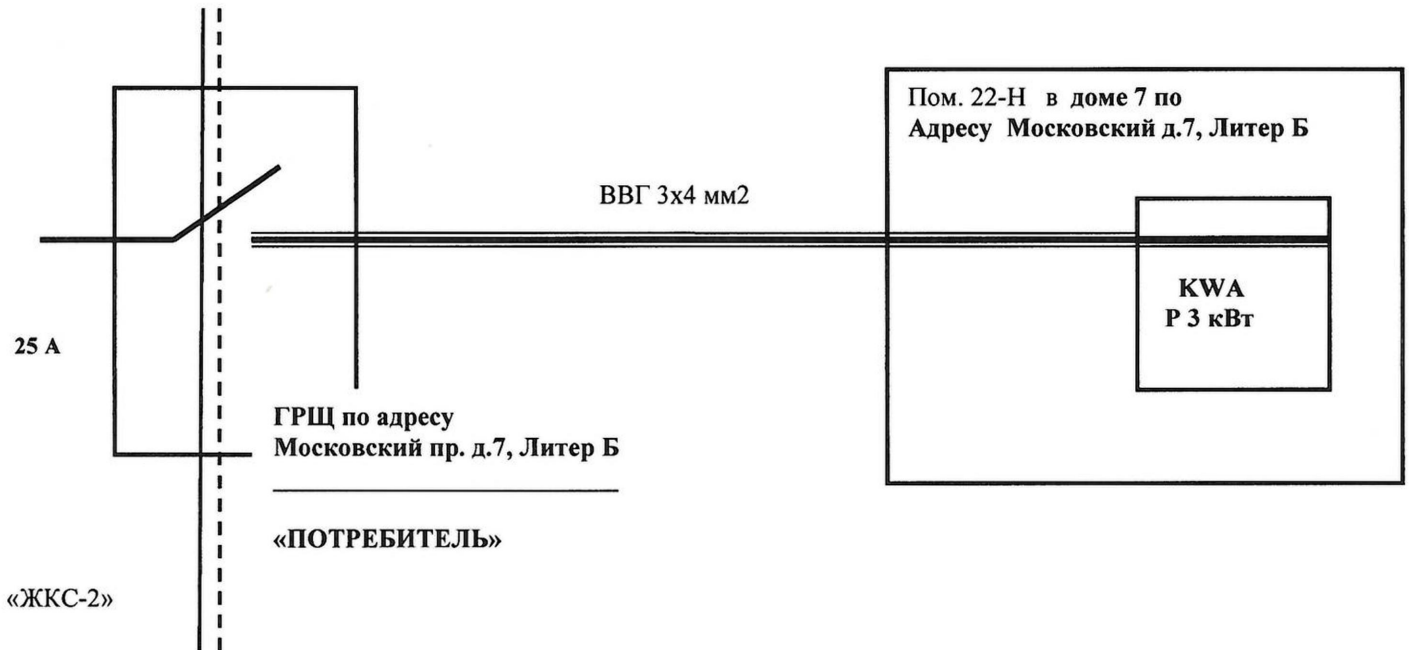 Пом. 22-Н в доме 7 по
Адресу Московский д.7, Литер Б
ВВГ 3х4 мм2
KWA
Р 3 кВт
25 А
ГРЩ по адресу
Московский пр. д.7, Литер Б
«ПОТРЕБИТЕЛЬ»
«ЖКС-2»